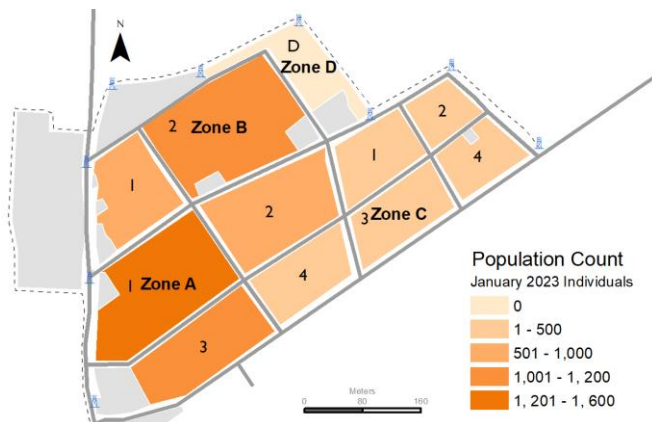 N
D
Zone D
2
Zone B
1
2
4
1
2
3 Zone C
1 Zone A
4
3
Population Count
January 2023 Individuals
0
1 - 500
501 - 1,000
1,001 - 1, 200
1, 201 - 1, 600
Meters
0 80 160